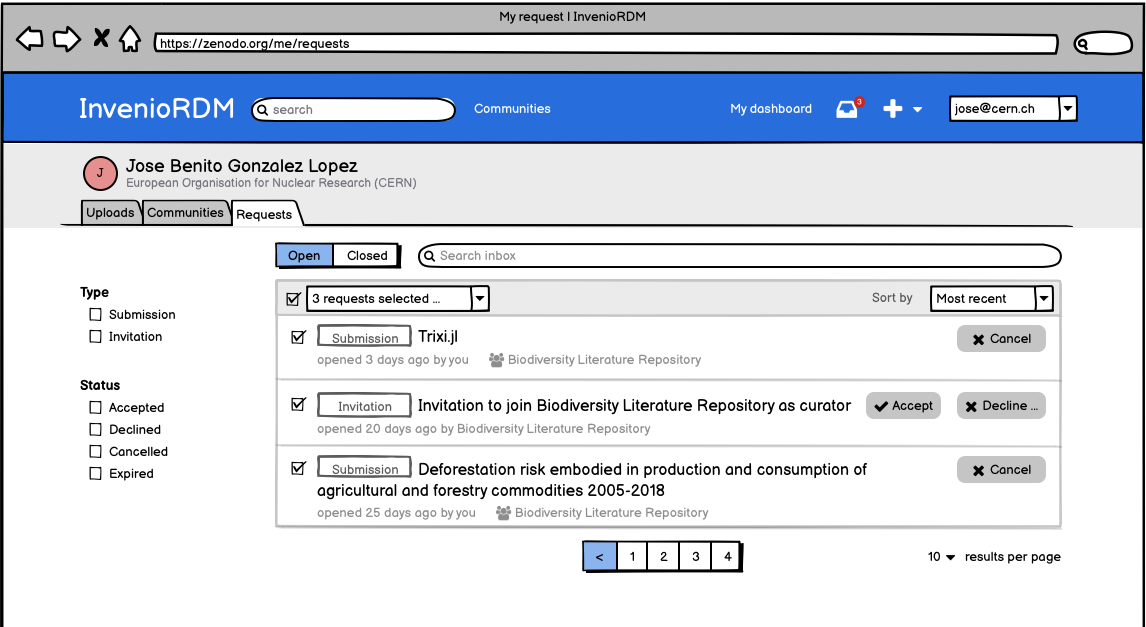 My request | InvenioRDM
https://zenodo.org/me/requests
InvenioRDM search Communities My dashboard 3 jose@cern.ch
J Jose Benito Gonzalez Lopez
European Organisation for Nuclear Research (CERN)
Uploads Communities Requests
Open Closed Search inbox
Type
Submission
Invitation
Status
Accepted
Declined
Cancelled
Expired
3 requests selected ... Sort by Most recent
Submission Trixi.jl Cancel
opened 3 days ago by you Biodiversity Literature Repository
Invitation Invitation to join Biodiversity Literature Repository as curator Accept Decline ...
opened 20 days ago by Biodiversity Literature Repository
Submission Deforestation risk embodied in production and consumption of Cancel
agricultural and forestry commodities 2005-2018
opened 25 days ago by you Biodiversity Literature Repository
< 1 2 3 4 10 results per page